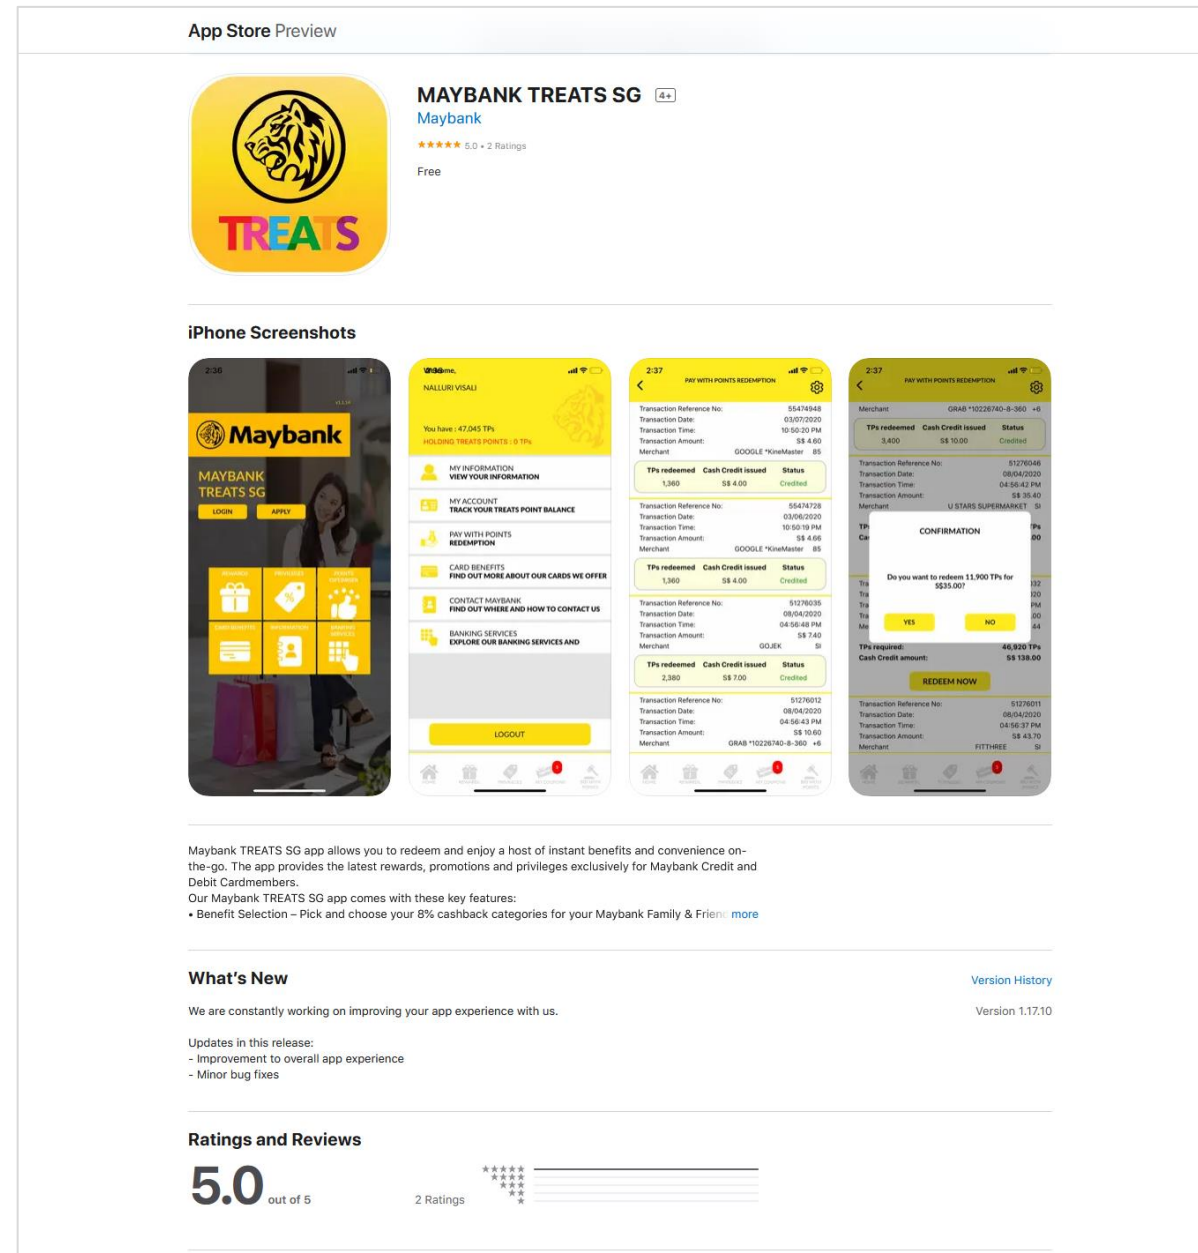 App Store Preview
MAYBANK TREATS SG 4+
Maybank
★★★★★ 5.0 • 2 Ratings
Free
TREATS
iPhone Screenshots
2:36
Maybank
MAYBANK
TREATS SG
LOGIN APPLY
REWARDS PRIVILEGES
CARD BENEFITS INFORMATION BANKING SERVICES
NALLURI VISALI
You have : 47,045 TPs
HOLDING TREATS POINTS : 0 TPs
MY INFORMATION
VIEW YOUR INFORMATION
MY ACCOUNT
TRACK YOUR TREATS POINT BALANCE
PAY WITH POINTS
REDEMPTION
CARD BENEFITS
FIND OUT MORE ABOUT OUR CARDS WE OFFER
CONTACT MAYBANK
FIND OUT WHERE AND HOW TO CONTACT US
BANKING SERVICES
EXPLORE OUR BANKING SERVICES AND
LOGOUT
2:37
PAY WITH POINTS REDEMPTION
Transaction Reference No: 55474948
Transaction Date: 03/07/2020
Transaction Time: 10:50:20 PM
Transaction Amount: S$ 4.60
Merchant GOOGLE *KineMaster 85
TPs redeemed Cash Credit issued Status
1,360 S$ 4.00 Credited
Transaction Reference No: 55474728
Transaction Date: 03/06/2020
Transaction Time: 10:50:19 PM
Transaction Amount: S$ 4.66
Merchant GOOGLE *KineMaster 85
TPs redeemed Cash Credit issued Status
1,360 S$ 4.00 Credited
Transaction Reference No: 51276035
Transaction Date: 08/04/2020
Transaction Time: 04:56:48 PM
Transaction Amount: S$ 7.40
Merchant GOJEK SI
TPs redeemed Cash Credit issued Status
2,380 S$ 7.00 Credited
Transaction Reference No: 51276012
Transaction Date: 08/04/2020
Transaction Time: 04:56:43 PM
Transaction Amount: S$ 10.60
Merchant GRAB *10226740-8-360 +6
2:37
PAY WITH POINTS REDEMPTION
Merchant GRAB *10226740-8-360 +6
TPs redeemed Cash Credit issued Status
3,400 S$ 10.00 Credited
Transaction Reference No: 51276046
Transaction Date: 08/04/2020
Transaction Time: 04:56:42 PM
Transaction Amount: S$ 35.40
Merchant U STARS SUPERMARKET SI
CONFIRMATION
Do you want to redeem 11,900 TPs for
S$35.00?
YES NO
TPs required: 46,920 TPs
Cash Credit amount: S$ 138.00
REDEEM NOW
Transaction Reference No: 51276011
Transaction Date: 08/04/2020
Transaction Time: 04:56:37 PM
Transaction Amount: S$ 43.70
Merchant FITTHREE SI
Maybank TREATS SG app allows you to redeem and enjoy a host of instant benefits and convenience on-
the-go. The app provides the latest rewards, promotions and privileges exclusively for Maybank Credit and
Debit Cardmembers.
Our Maybank TREATS SG app comes with these key features:
• Benefit Selection – Pick and choose your 8% cashback categories for your Maybank Family & Frien more
What's New Version History
We are constantly working on improving your app experience with us. Version 1.17.10
Updates in this release:
- Improvement to overall app experience
- Minor bug fixes
Ratings and Reviews
5.0 out of 5
2 Ratings